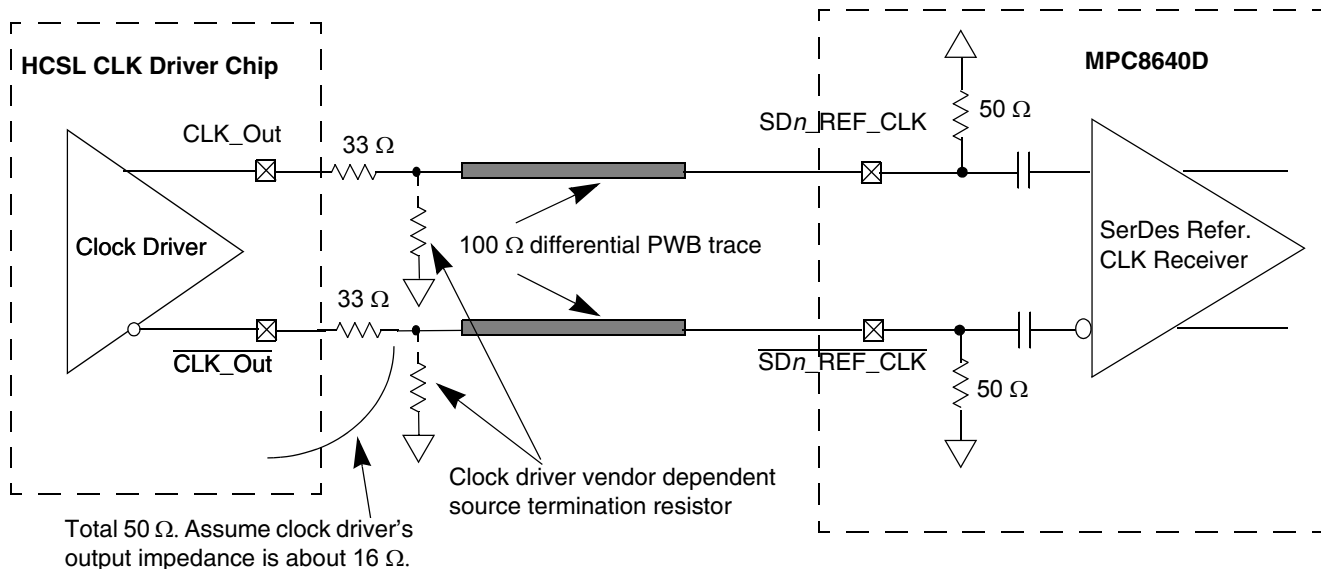 HCSL CLK Driver Chip
MPC8640D
CLK_Out
33 Ω
SDn_REF_CLK
50 Ω
Clock Driver
100 Ω differential PWB trace
SerDes Refer.
CLK Receiver
33 Ω
CLK_Out
SDn_REF_CLK
50 Ω
Clock driver vendor dependent
source termination resistor
Total 50 Ω. Assume clock driver's
output impedance is about 16 Ω.